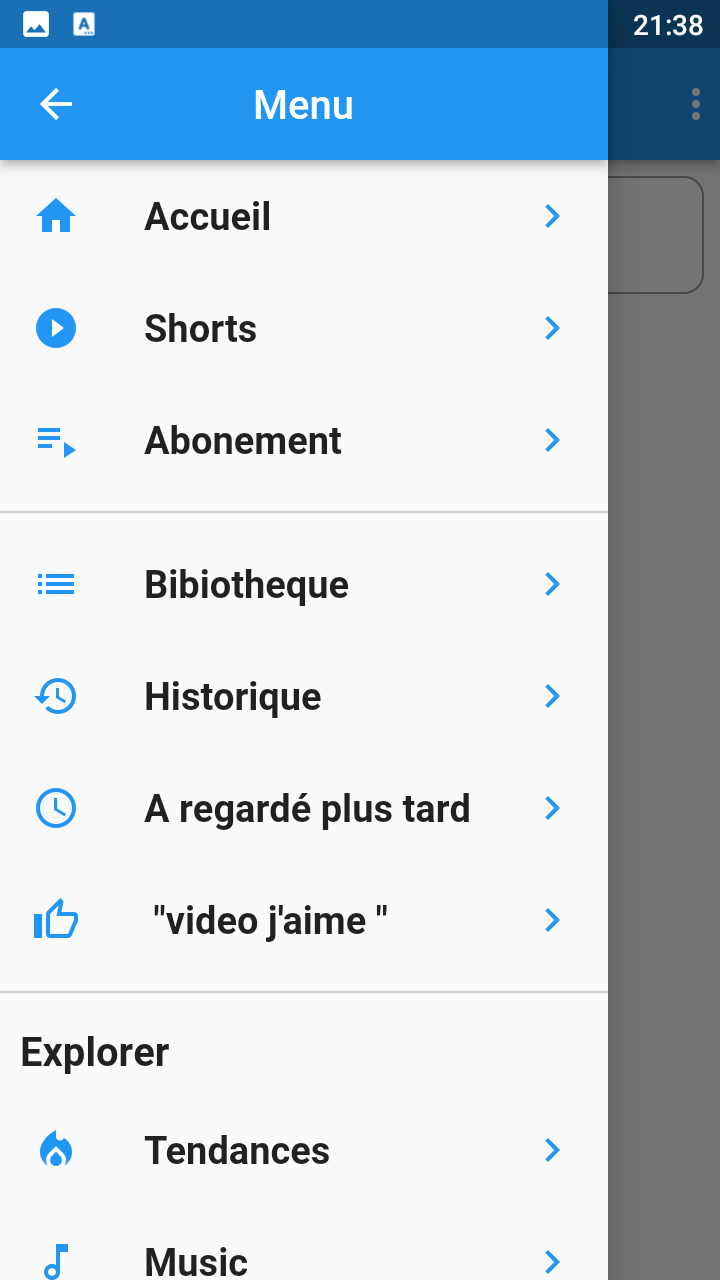 21:38
Menu
Accueil
Shorts
Abonement
Bibiotheque
Historique
A regardé plus tard
"video j'aime "
Explorer
Tendances
Music